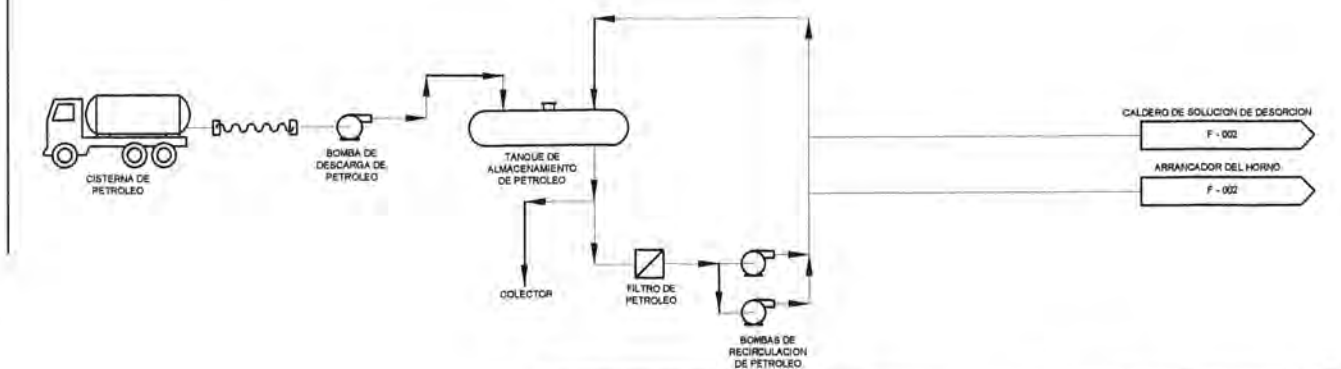 CISTERNA DE
PETROLEO
BOMBA DE
DESCARGA DE
PETROLEO
TANQUE DE
ALMACENAMIENTO
DE PETROLEO
COLECTOR
FILTRO DE
PETROLEO
BOMBAS DE
RECIRCULACION
DE PETROLEO
CALDERO DE SOLUCION DE DESORCION
F - 002
ARRANCADOR DEL HORNO
F - 002